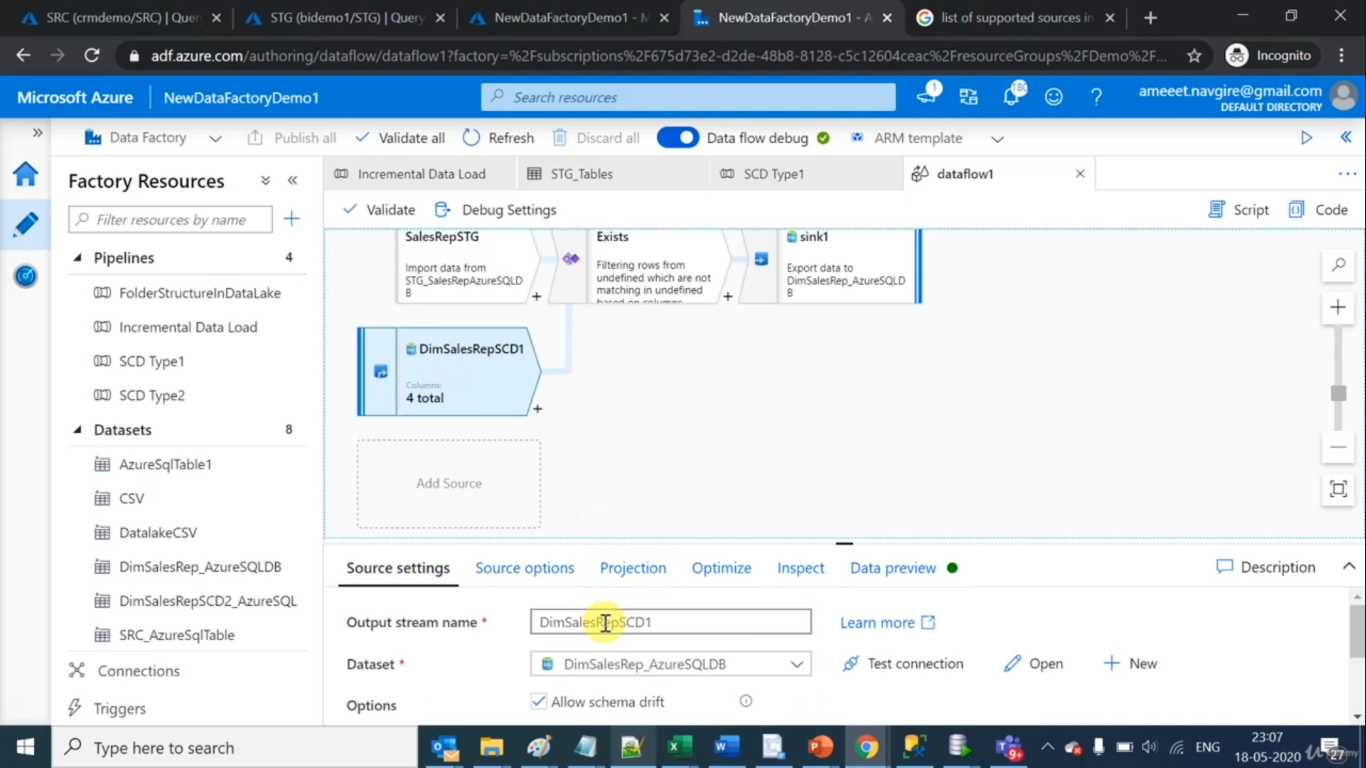 SRC (crmdemo/SRC) | Quer
STG (bidemo1/STG) | Query
NewDataFactoryDemo1 - M
NewDataFactoryDemo1 - A
list of supported sources in
adf.azure.com/authoring/dataflow/dataflow1?factory=%2Fsubscriptions%2F675d73e2-d2de-48b8-8128-c5c12604ceac%2FresourceGroups%2FDemo%2F...
Incognito
Microsoft Azure
NewDataFactoryDemo1
Search resources
1
180
ameeet.navgire@gmail.com
DEFAULT DIRECTORY
Data Factory
Publish all
Validate all
Refresh
Discard all
Data flow debug
ARM template
Factory Resources
Incremental Data Load
STG_Tables
SCD Type1
dataflow1
Filter resources by name
Validate
Debug Settings
Script
Code
Pipelines
4
FolderStructureInDataLake
Incremental Data Load
SCD Type1
SCD Type2
Datasets
8
AzureSqlTable1
CSV
DatalakeCSV
DimSalesRep_AzureSQLDB
DimSalesRepSCD2_AzureSQL
SRC_AzureSqlTable
Connections
Triggers
SalesRepSTG
Import data from
STG_SalesRepAzureSQLD
B
Exists
Filtering rows from
undefined which are not
matching in undefined
based on columns
sink1
Export data to
DimSalesRep_AzureSQLD
B
DimSalesRepSCD1
Columns:
4 total
Add Source
Source settings
Source options
Projection
Optimize
Inspect
Data preview
Description
Output stream name *
DimSalesRepSCD1
Learn more
Dataset *
DimSalesRep_AzureSQLDB
Test connection
Open
New
Options
Allow schema drift
Type here to search
9+
ENG
23:07
18-05-2020
27